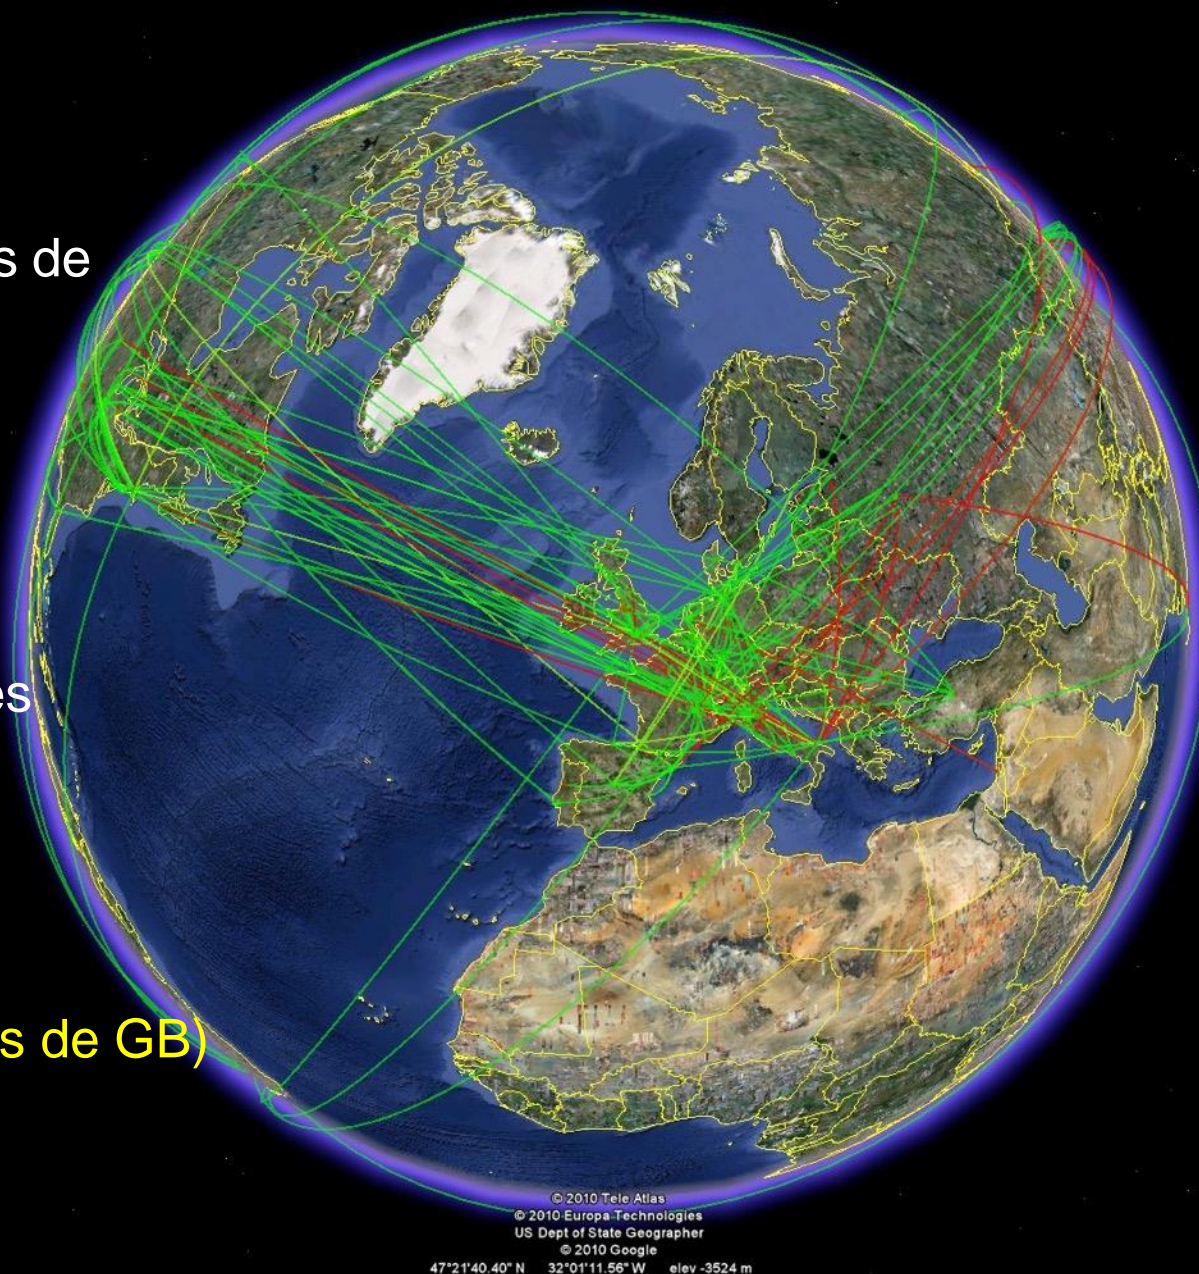 s de
es
s de GB)
© 2010 Tele Atlas
© 2010 Europa Technologies
US Dept of State Geographer
© 2010 Google
47°21'40.40" N 32°01'11.56" W elev -3524 m